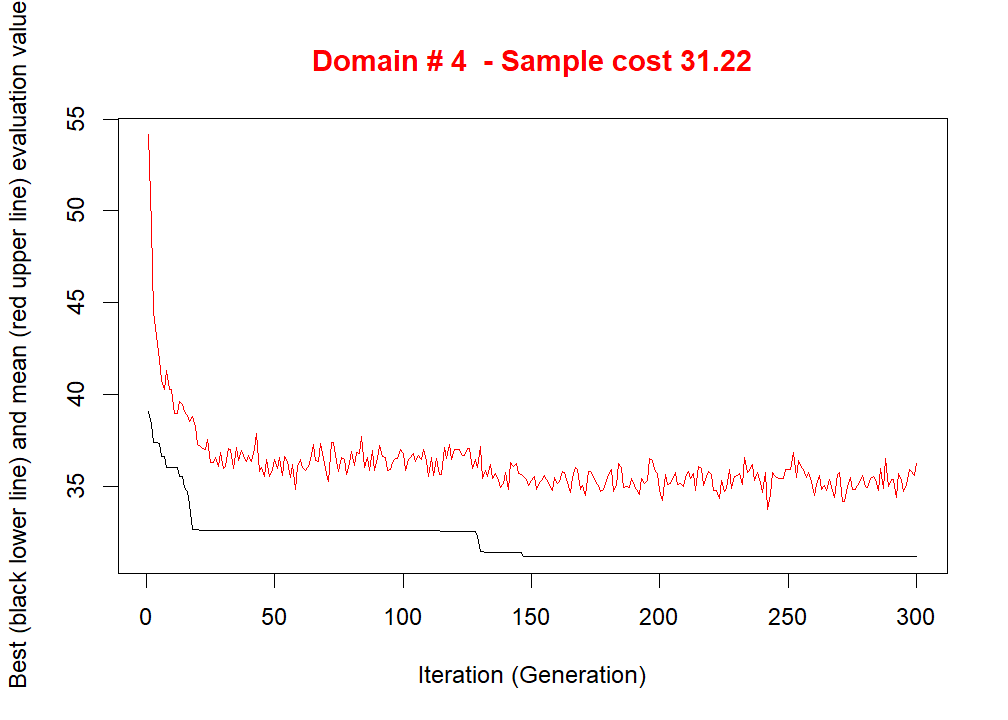 Domain # 4 - Sample cost 31.22
Best (black lower line) and mean (red upper line) evaluation value
55
50
45
40
35
0 50 100 150 200 250 300
Iteration (Generation)